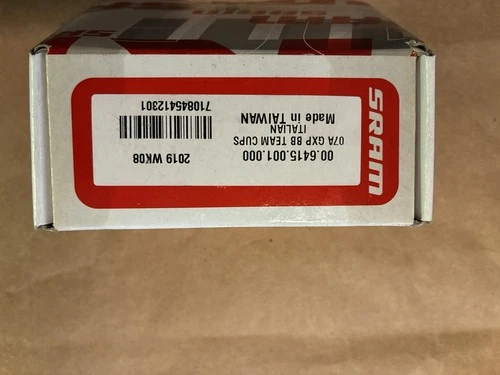 SRAM
00.6415.001.000
07A GXP BB TEAM CUPS
ITALIAN
Made in TAIWAN
2019 WK08
710845412301